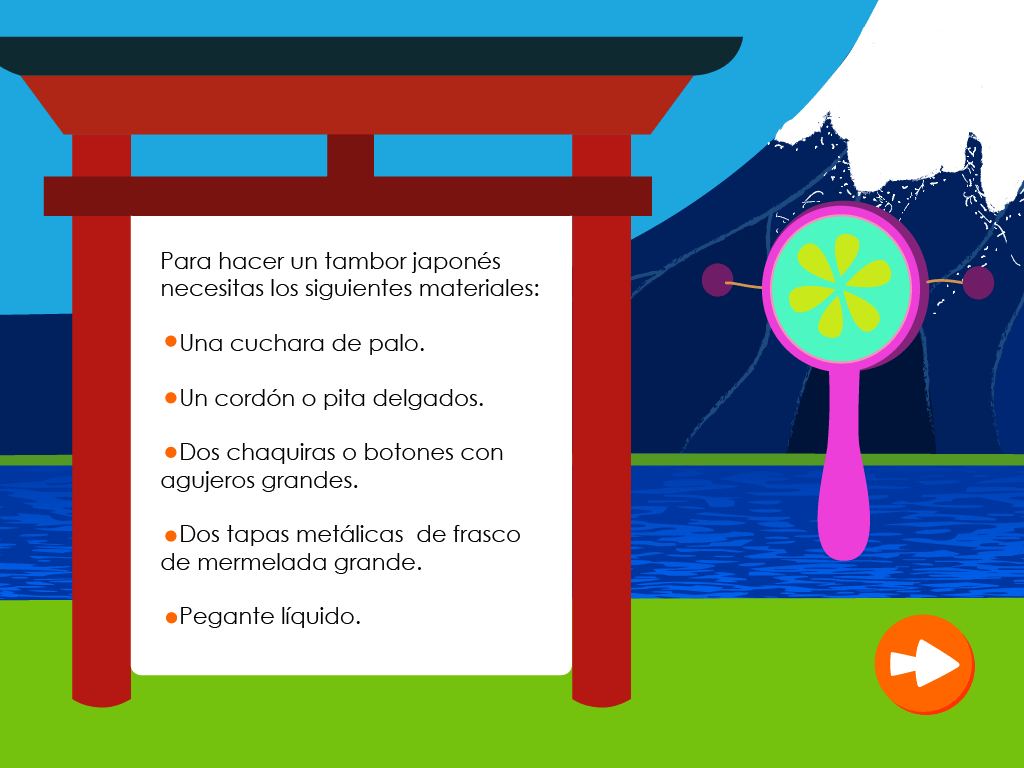 Para hacer un tambor japonés
necesitas los siguientes materiales:
●Una cuchara de palo.
●Un cordón o pita delgados.
●Dos chaquiras o botones con
agujeros grandes.
●Dos tapas metálicas  de frasco
de mermelada grande.
●Pegante líquido.